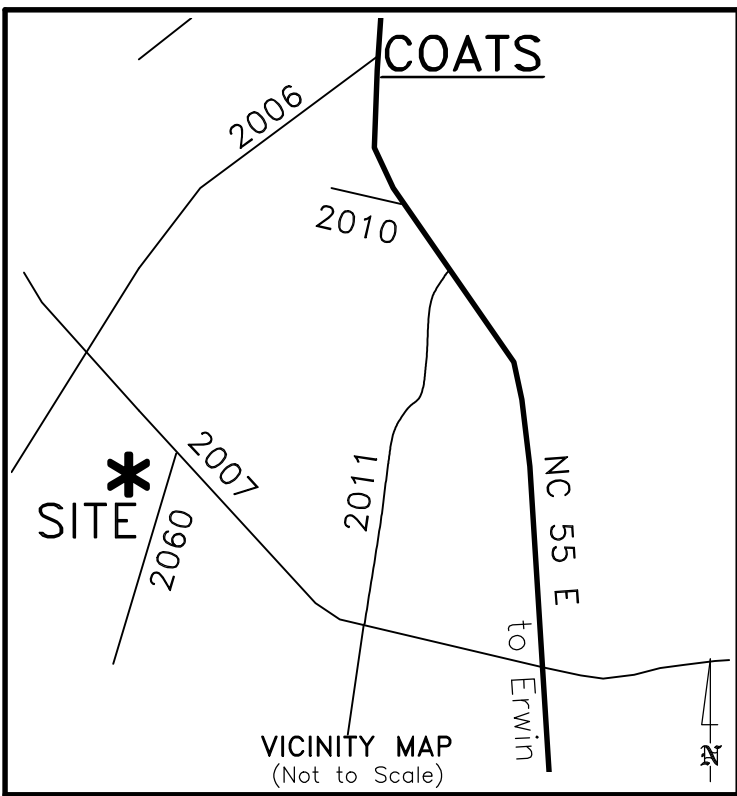 COATS
2006
2010
2007
2011
NC 55 E
SITE
2060
to Erwin
VICINITY MAP
(Not to Scale)
N